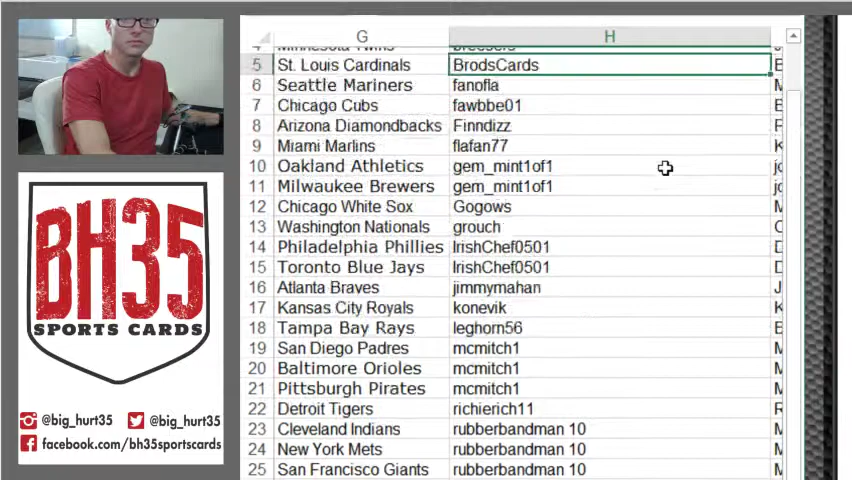 G H
4 Minnesota Twins
5 St. Louis Cardinals BrodsCards E
6 Seattle Mariners fanofla M
7 Chicago Cubs fawbbe01 E
8 Arizona Diamondbacks Finndizz F
9 Miami Marlins flafan77 K
10 Oakland Athletics gem_mint1of1 jo
11 Milwaukee Brewers gem_mint1of1 jo
12 Chicago White Sox Gogows M
13 Washington Nationals grouch C
14 Philadelphia Phillies IrishChef0501 D
15 Toronto Blue Jays IrishChef0501 D
16 Atlanta Braves jimmymahan J
17 Kansas City Royals konevik K
18 Tampa Bay Rays leghorn56 B
19 San Diego Padres mcmitch1 M
20 Baltimore Orioles mcmitch1 M
21 Pittsburgh Pirates mcmitch1 M
22 Detroit Tigers richierich11 R
23 Cleveland Indians rubberbandman 10 M
24 New York Mets rubberbandman 10 M
25 San Francisco Giants rubberbandman 10 M
BH35
SPORTS CARDS
@big_hurt35 @big_hurt35
facebook.com/bh35sportscards